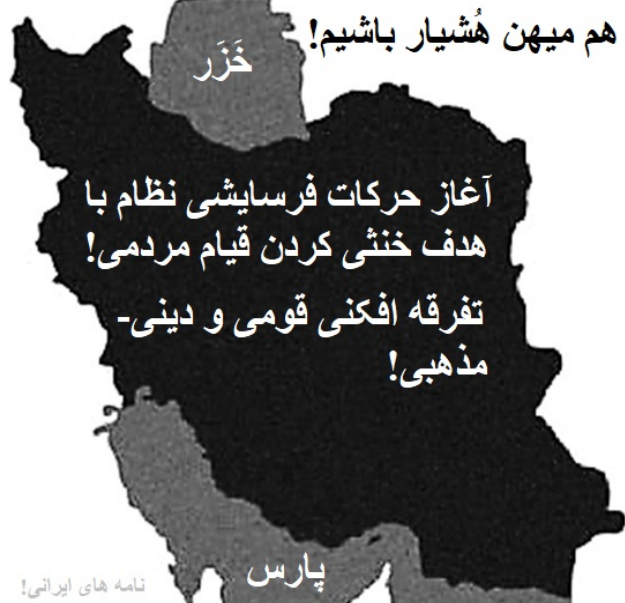 هم میهن هُشیار باشیم!
خَزَر
آغاز حرکات فرسایشی نظام با
هدف خنثی کردن قیام مردمی!
تفرقه افکنی قومی و دینی-
مذهبی!
پارس
نامه های ایرانی!